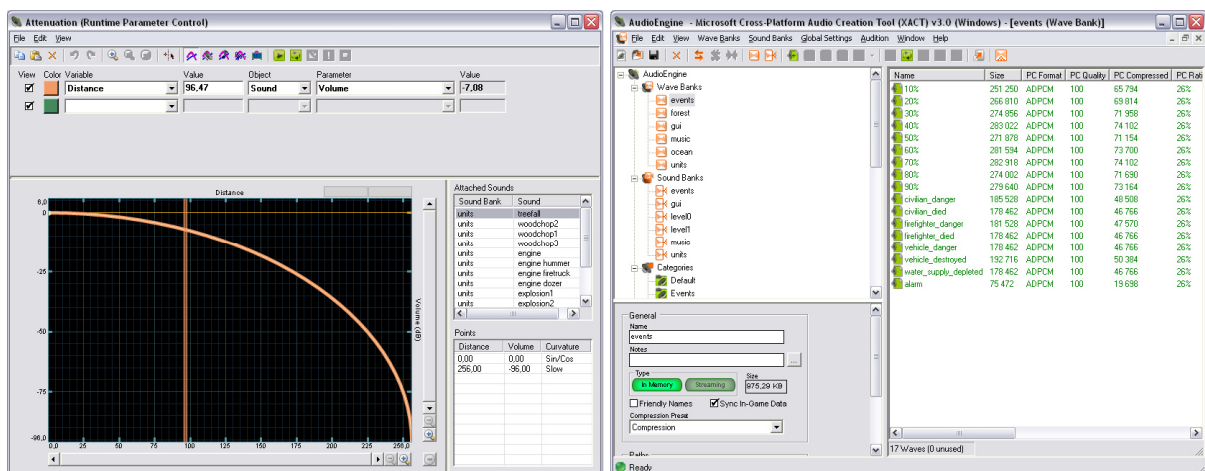 Attenuation (Runtime Parameter Control)
File Edit View
View Color Variable Value Object Parameter Value
Distance 96,47 Sound Volume -7,08
Distance
6,0
0
-25
-50
-75
-96,0
Volume (dB)
0,0 25 50 75 100 125 150 175 200 225 256,0
Attached Sounds
Sound Bank Sound
units treefall
units woodchop2
units woodchop1
units woodchop3
units engine
units engine hummer
units engine firetruck
units engine dozer
units explosion1
units explosion2
Points
Distance Volume Curvature
0,00 0,00 Sin/Cos
256,00 -96,00 Slow
AudioEngine - Microsoft Cross-Platform Audio Creation Tool (XACT) v3.0 (Windows) - [events (Wave Bank)]
File Edit View Wave Banks Sound Banks Global Settings Audition Window Help
AudioEngine
Wave Banks
events
forest
gui
music
ocean
units
Sound Banks
events
gui
level0
level1
music
units
Categories
Default
Events
General
Name
events
Notes
...
Type
In Memory Streaming
Size
975,29 KB
Friendly Names Sync In-Game Data
Compression Preset
Compression
Paths
Name Size PC Format PC Quality PC Compressed PC Rati
10% 251 250 ADPCM 100 65 794 26%
20% 266 810 ADPCM 100 69 814 26%
30% 274 856 ADPCM 100 71 958 26%
40% 283 022 ADPCM 100 74 102 26%
50% 271 878 ADPCM 100 71 154 26%
60% 281 594 ADPCM 100 73 700 26%
70% 282 918 ADPCM 100 74 102 26%
80% 274 002 ADPCM 100 71 690 26%
90% 279 640 ADPCM 100 73 164 26%
civilian_danger 185 528 ADPCM 100 48 508 26%
civilian_died 178 462 ADPCM 100 46 766 26%
firefighter_danger 181 528 ADPCM 100 47 570 26%
firefighter_died 178 462 ADPCM 100 46 766 26%
vehicle_danger 178 462 ADPCM 100 46 766 26%
vehicle_destroyed 192 716 ADPCM 100 50 384 26%
water_supply_depleted 178 462 ADPCM 100 46 766 26%
alarm 75 472 ADPCM 100 19 698 26%
17 Waves (0 unused)
Ready